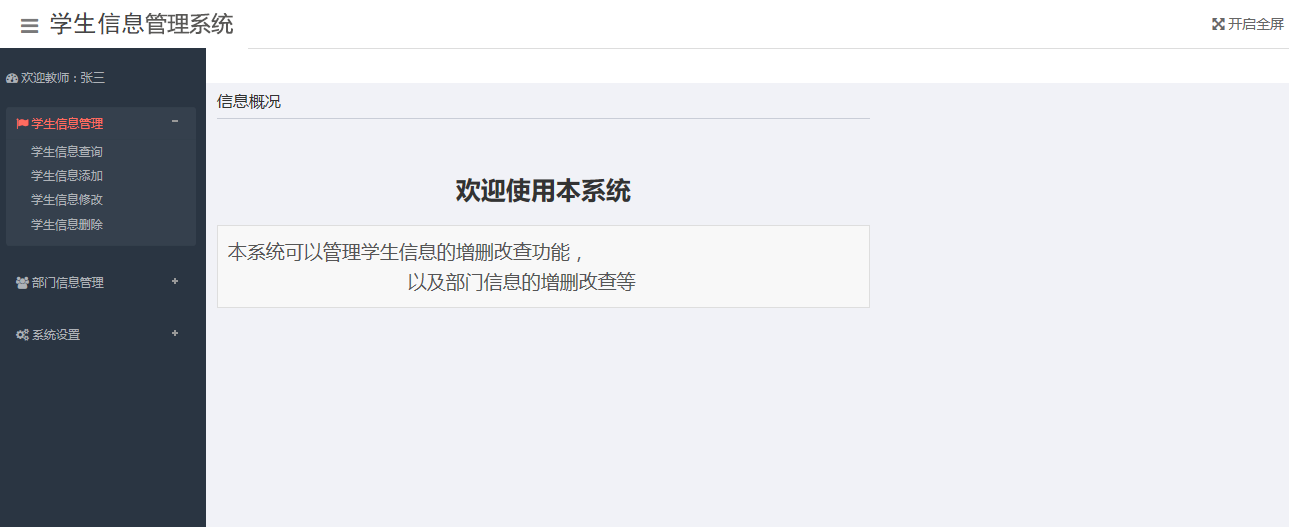 学生信息管理系统
开启全屏
欢迎教师：张三
学生信息管理
学生信息查询
学生信息添加
学生信息修改
学生信息删除
部门信息管理
系统设置
信息概况
欢迎使用本系统
本系统可以管理学生信息的增删改查功能，
以及部门信息的增删改查等